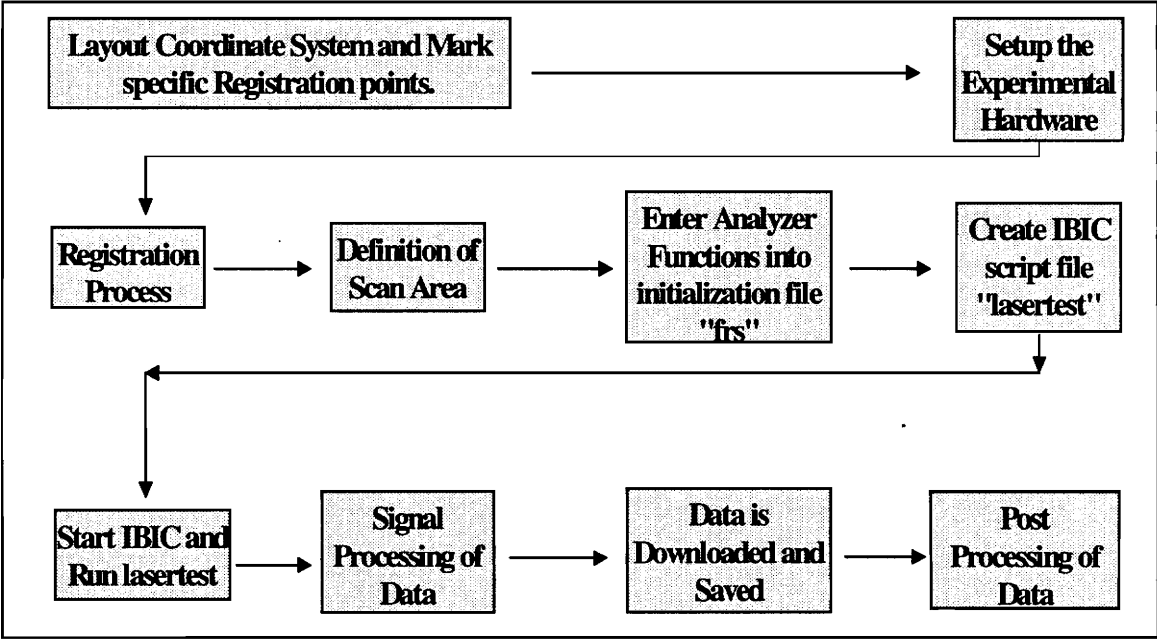 Layout Coordinate System and Mark
specific Registration points.
Setup the
Experimental
Hardware
Registration
Process
Definition of
Scan Area
Enter Analyzer
Functions into
initialization file
"frs"
Create IBIC
script file
"lasertest"
Start IBIC and
Run lasertest
Signal
Processing of
Data
Data is
Downloaded and
Saved
Post
Processing of
Data